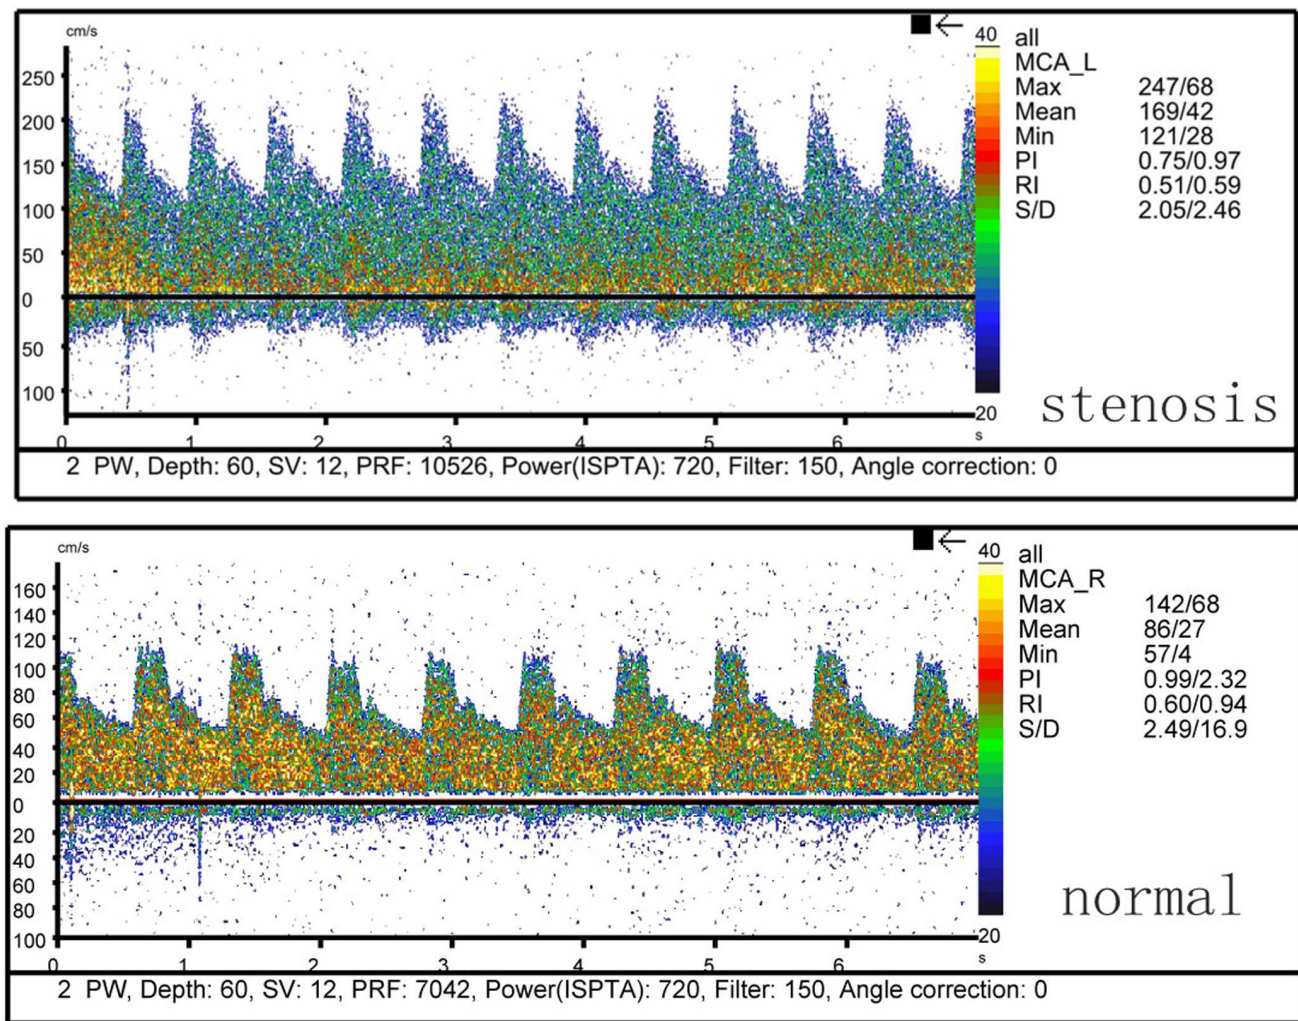 cm/s
250
200
150
100
50
0
50
100
0 1 2 3 4 5 6
s
40
20
all
MCA_L
Max 247/68
Mean 169/42
Min 121/28
PI 0.75/0.97
RI 0.51/0.59
S/D 2.05/2.46
stenosis
2 PW, Depth: 60, SV: 12, PRF: 10526, Power(ISPTA): 720, Filter: 150, Angle correction: 0
cm/s
160
140
120
100
80
60
40
20
0
20
40
60
80
100
0 1 2 3 4 5 6
s
40
20
all
MCA_R
Max 142/68
Mean 86/27
Min 57/4
PI 0.99/2.32
RI 0.60/0.94
S/D 2.49/16.9
normal
2 PW, Depth: 60, SV: 12, PRF: 7042, Power(ISPTA): 720, Filter: 150, Angle correction: 0